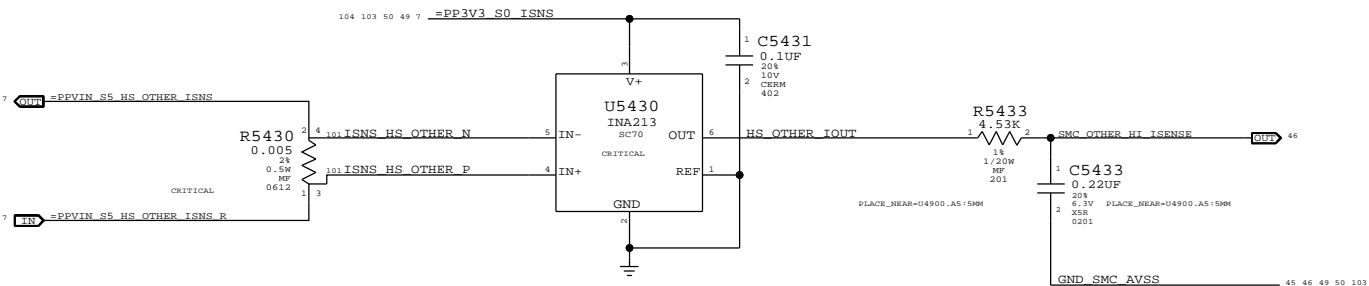 104 103 50 49 7 =PP3V3_S0_ISNS
1 C5431
0.1UF
20%
10V
2 CERM
402
3
V+
7 OUT =PPVIN_S5_HS_OTHER_ISNS
U5430
INA213
SC70
CRITICAL
R5430
0.005
2%
0.5W
MF
0612
CRITICAL
2 4
101 ISNS_HS_OTHER_N 5 IN-
OUT 6 HS_OTHER_IOUT
R5433
4.53K
1 2
1%
1/20W
MF
201
SMC_OTHER_HI_ISENSE OUT 46
101 ISNS_HS_OTHER_P 4 IN+
REF 1
1 3
1 C5433
0.22UF
20%
2 6.3V PLACE_NEAR=U4900.A5:5MM
X5R
0201
PLACE_NEAR=U4900.A5:5MM
7 IN =PPVIN_S5_HS_OTHER_ISNS_R
GND
2
GND_SMC_AVSS 45 46 49 50 103